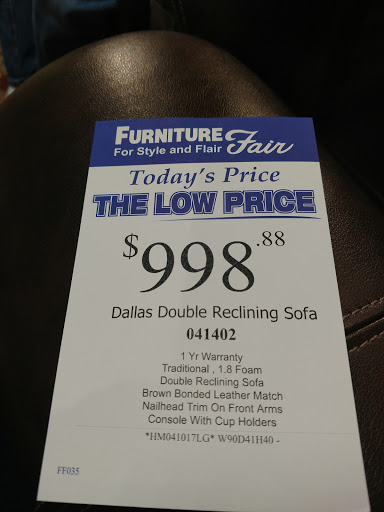 FURNITURE Fair
For Style and Flair
Today's Price
THE LOW PRICE
$998.88
Dallas Double Reclining Sofa
041402
1 Yr Warranty
Traditional , 1.8 Foam
Double Reclining Sofa
Brown Bonded Leather Match
Nailhead Trim On Front Arms
Console With Cup Holders
*HM041017LG* W90D41H40 -
FF035